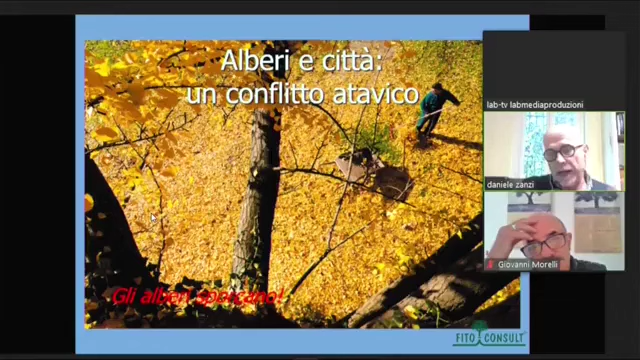 Alberi e città:
un conflitto atavico
Gli alberi sporcano!
FITO CONSULT
lab-tv labmediaproduzioni
daniele zanzi
Giovanni Morelli